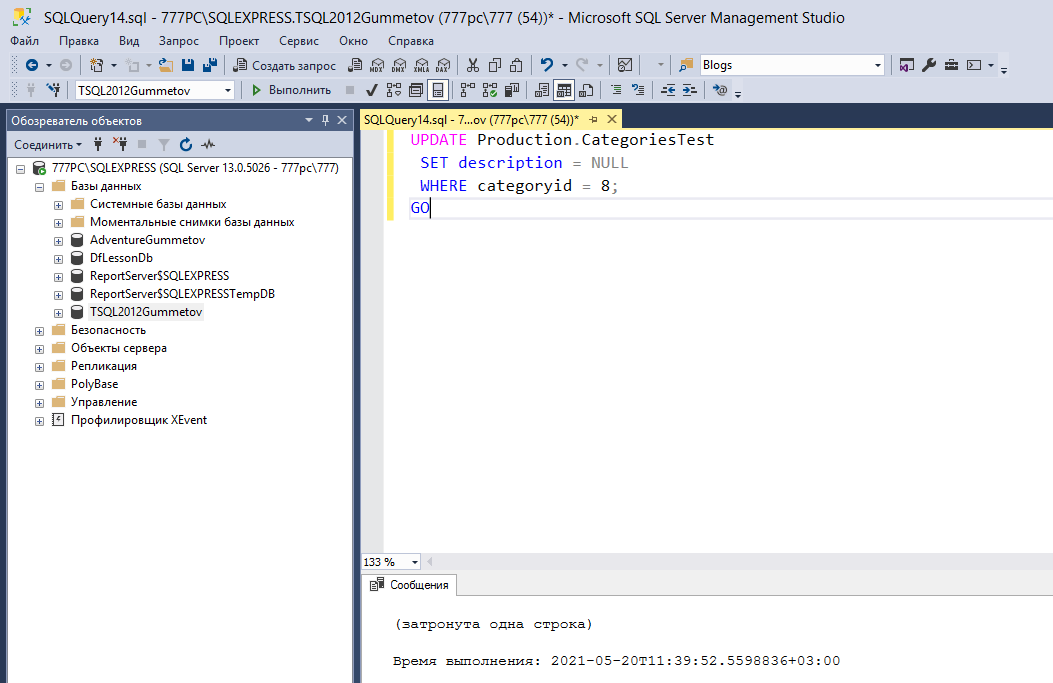 SQLQuery14.sql - 777PC\SQLEXPRESS.TSQL2012Gummetov (777pc\777 (54))* - Microsoft SQL Server Management Studio
Файл Правка Вид Запрос Проект Сервис Окно Справка
Создать запрос MDX DMX XMLA DAX Blogs
TSQL2012Gummetov Выполнить
Обозреватель объектов
Соединить
777PC\SQLEXPRESS (SQL Server 13.0.5026 - 777pc\777)
Базы данных
Системные базы данных
Моментальные снимки базы данных
AdventureGummetov
DfLessonDb
ReportServer$SQLEXPRESS
ReportServer$SQLEXPRESSTempDB
TSQL2012Gummetov
Безопасность
Объекты сервера
Репликация
PolyBase
Управление
Профилировщик XEvent
SQLQuery14.sql - 7...ov (777pc\777 (54))*
UPDATE Production.CategoriesTest
SET description = NULL
WHERE categoryid = 8;
GO
133 %
Сообщения
(затронута одна строка)
Время выполнения: 2021-05-20T11:39:52.5598836+03:00